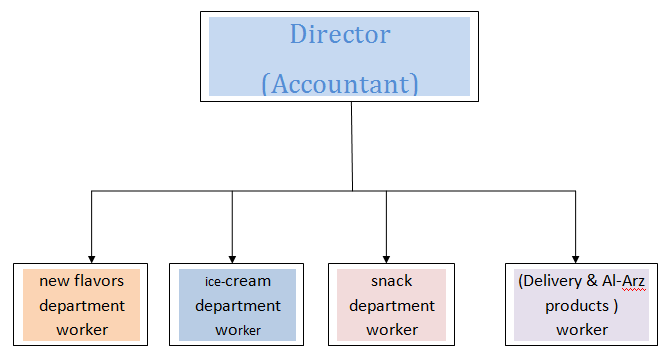 Director
(Accountant)
new flavors
department
worker
ice-cream
department
worker
snack
department
worker
(Delivery & Al-Arz
products )
worker